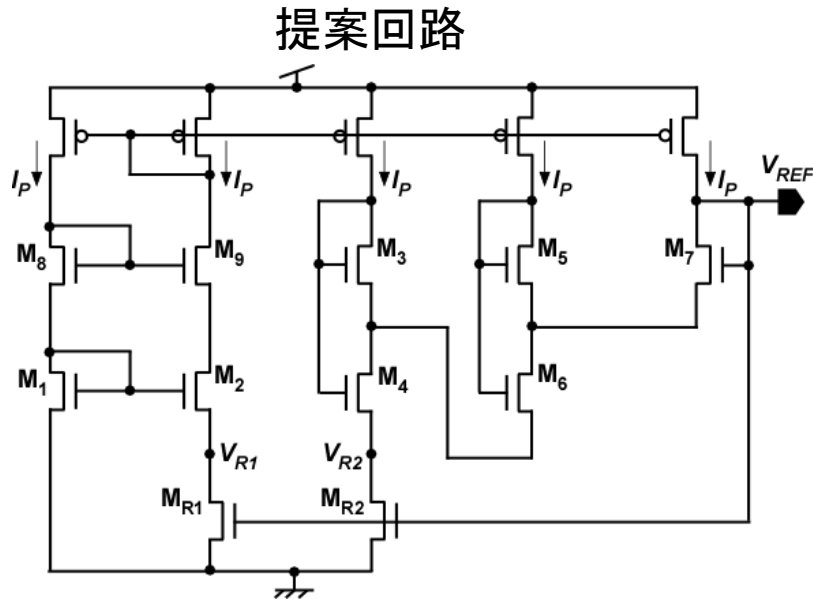 提案回路
I_P I_P I_P I_P I_P
V_REF
M_8 M_9 M_3 M_5 M_7
M_1 M_2 M_4 M_6
V_R1 V_R2
M_R1 M_R2